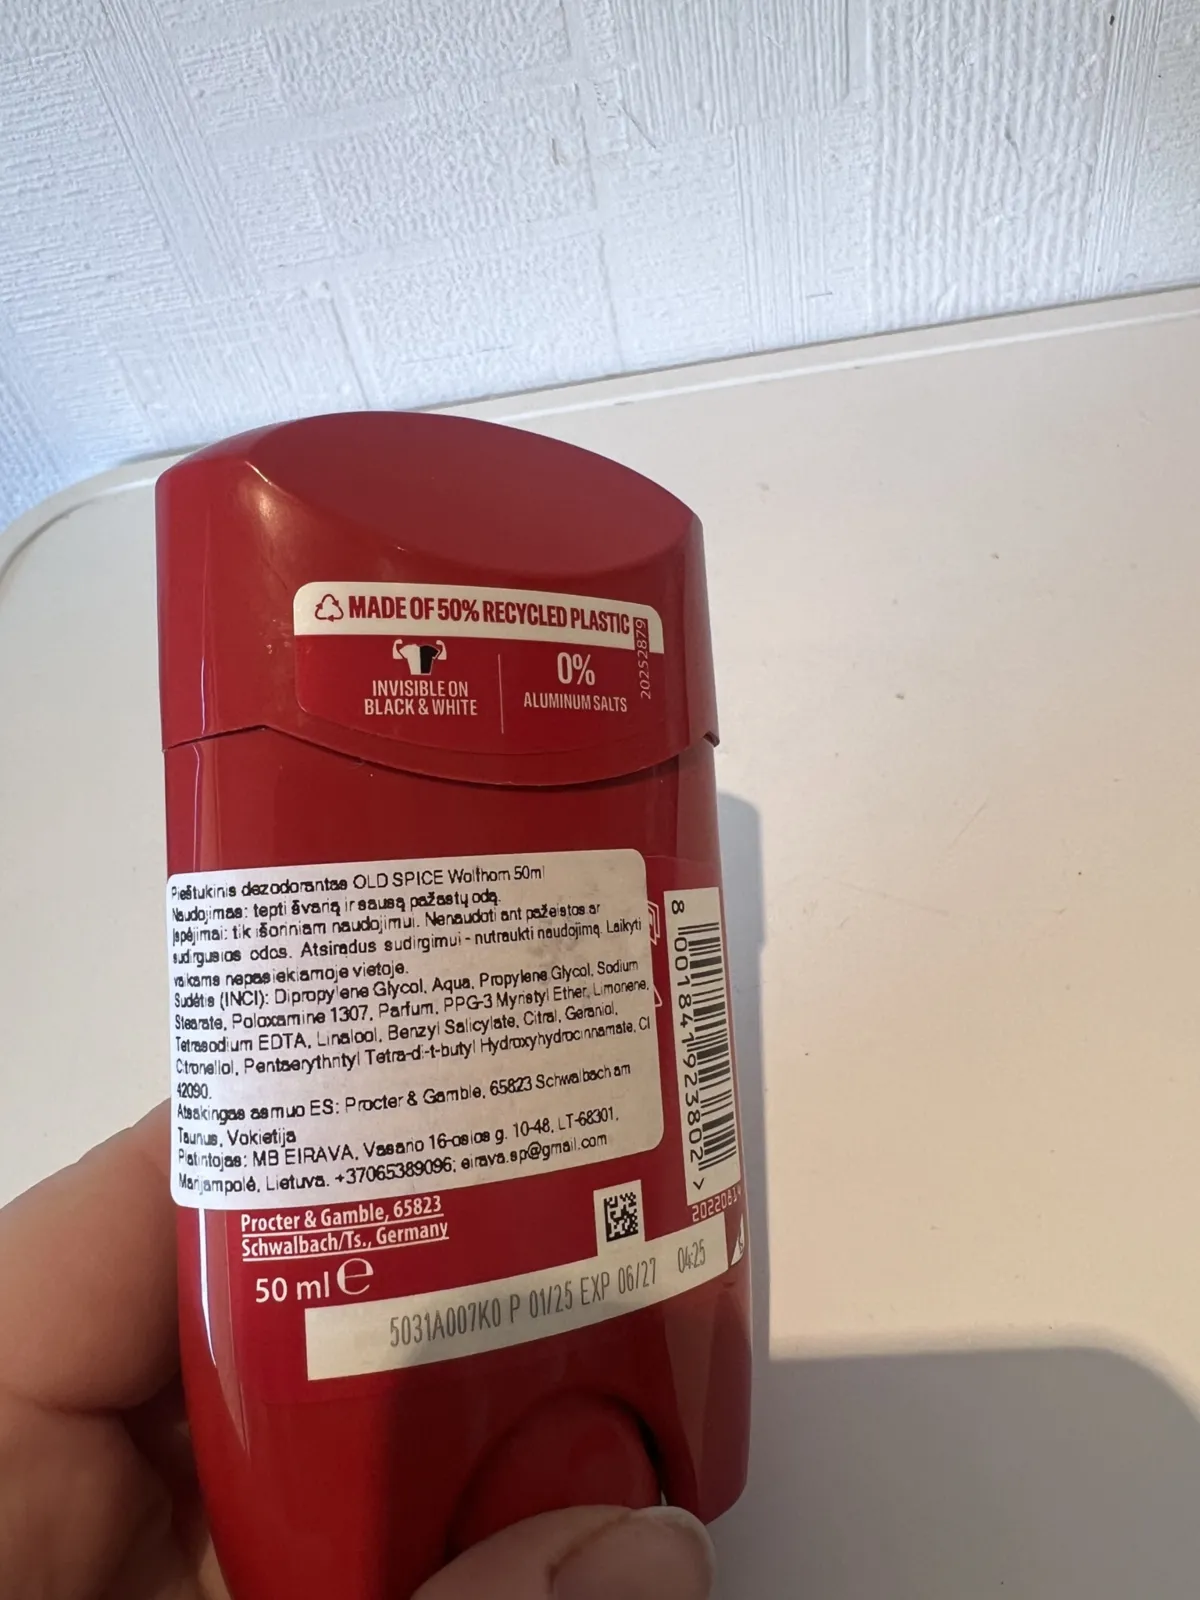 MADE OF 50% RECYCLED PLASTIC
20252879
INVISIBLE ON
BLACK & WHITE
0%
ALUMINUM SALTS
Pieštukinis dezodorantas OLD SPICE Wolfthorn 50ml
Naudojimas: tepti švarią ir sausą pažastų odą.
Įspėjimai: tik išoriniam naudojimui. Nenaudoti ant pažeistos ar
sudirgusios odos. Atsiradus sudirgimui - nutraukti naudojimą. Laikyti
vaikams nepasiekiamoje vietoje.
Sudėtis (INCI): Dipropylene Glycol, Aqua, Propylene Glycol, Sodium
Stearate, Poloxamine 1307, Parfum, PPG-3 Myristyl Ether, Limonene,
Tetrasodium EDTA, Linalool, Benzyl Salicylate, Citral, Geraniol,
Citronellol, Pentaerythrityl Tetra-di-t-butyl Hydroxyhydrocinnamate, CI
42090.
Atsakingas asmuo ES: Procter & Gamble, 65823 Schwalbach am
Taunus, Vokietija
Platintojas: MB EIRAVA, Vasario 16-osios g. 10-48, LT-68301,
Marijampolė, Lietuva. +37065389096; eirava.sp@gmail.com
8 001841 923802 >
Procter & Gamble, 65823
Schwalbach/Ts., Germany
50 ml e
5031A007K0 P 01/25 EXP 06/27 04:25